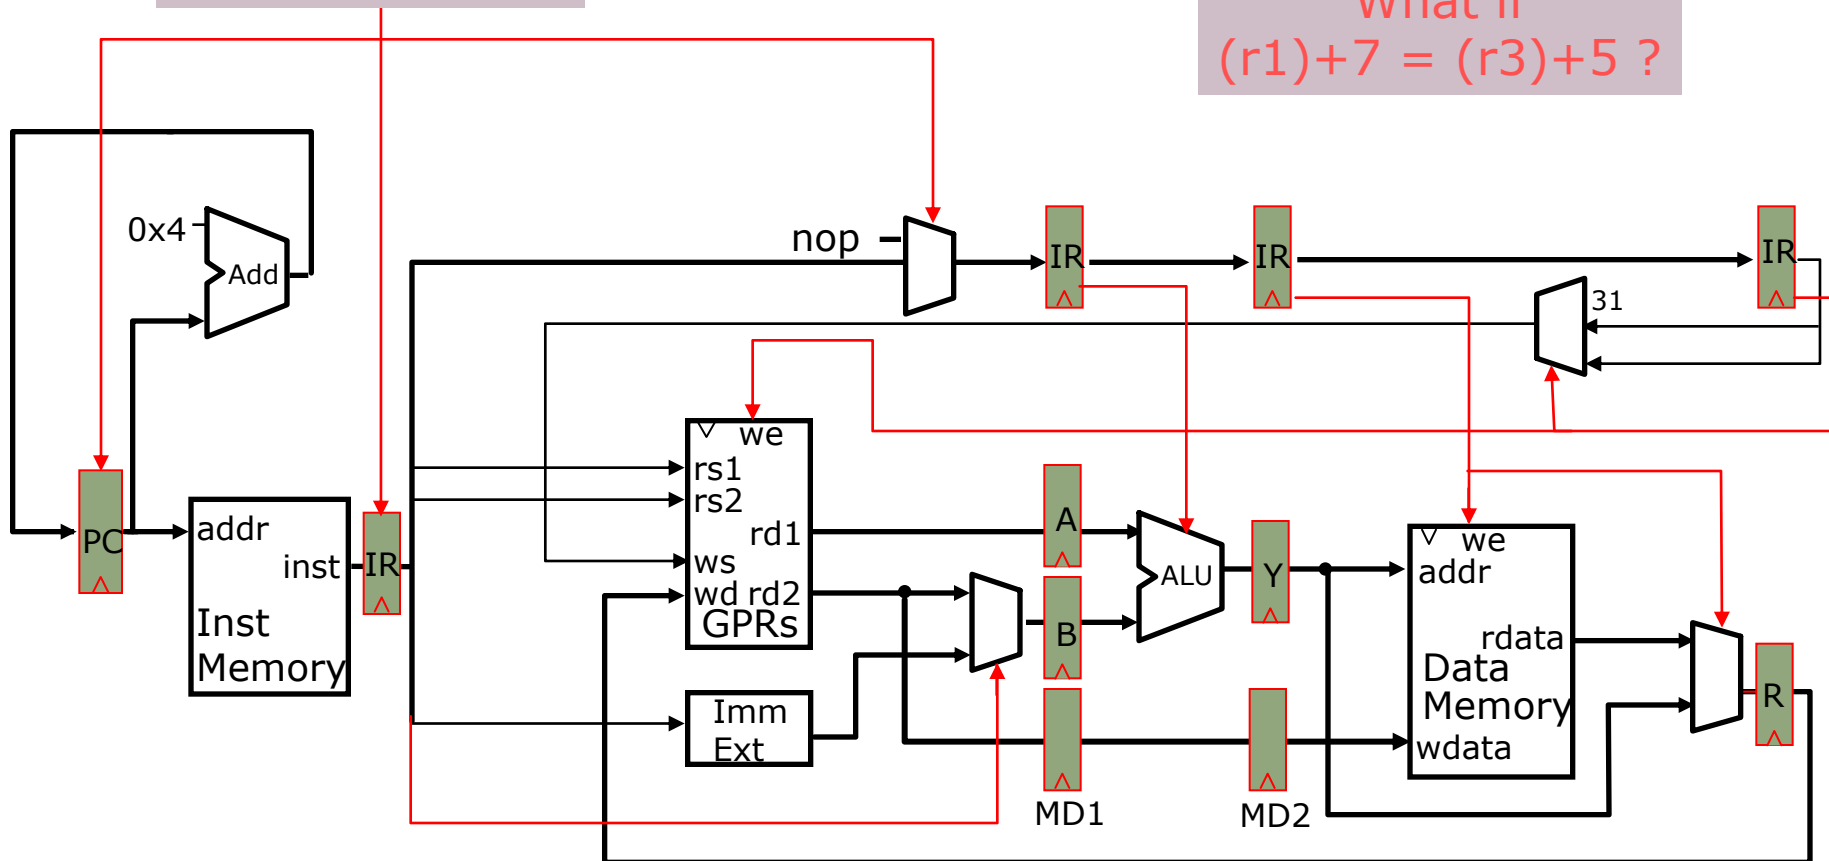 What if
(r1)+7 = (r3)+5 ?
0x4
Add
nop
IR
IR
IR
31
we
rs1
rs2
rd1
ws
wd rd2
GPRs
A
ALU
Y
we
addr
rdata
Data
Memory
wdata
PC
addr
inst
Inst
Memory
IR
B
R
Imm
Ext
MD1
MD2